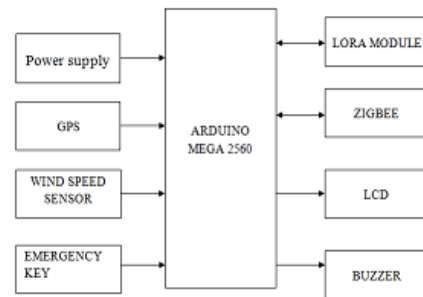 Power supply
GPS
WIND SPEED
SENSOR
EMERGENCY
KEY
ARDUINO
MEGA 2560
LORA MODULE
ZIGBEE
LCD
BUZZER